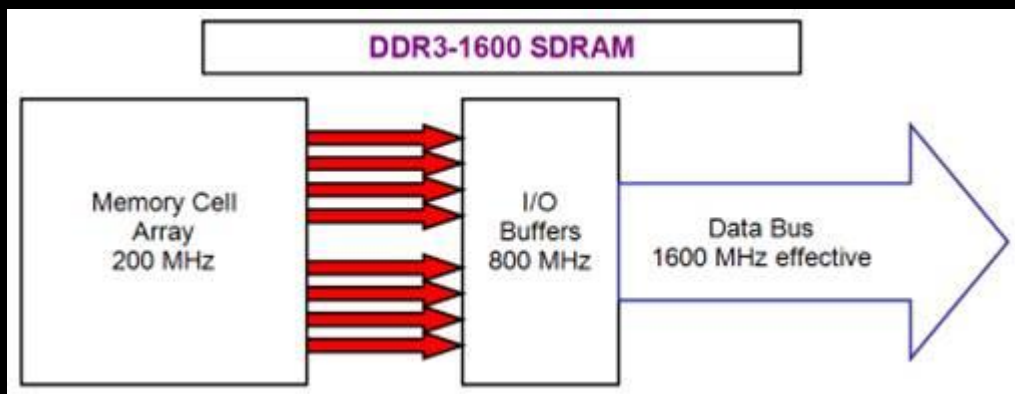 DDR3-1600 SDRAM
Memory Cell
Array
200 MHz
I/O
Buffers
800 MHz
Data Bus
1600 MHz effective